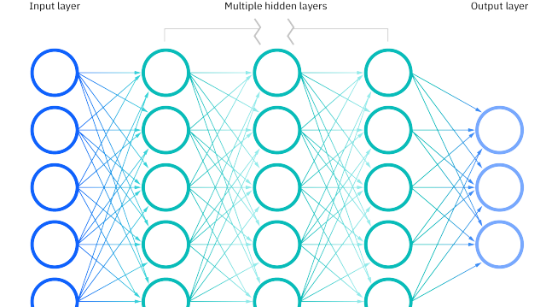 Input layer
Multiple hidden layers
Output layer